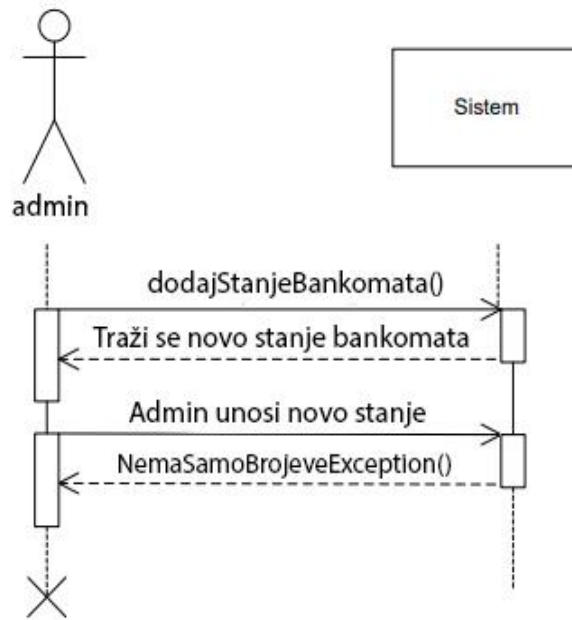 Sistem
admin
dodajStanjeBankomata()
Traži se novo stanje bankomata
Admin unosi novo stanje
NemaSamoBrojeveException()